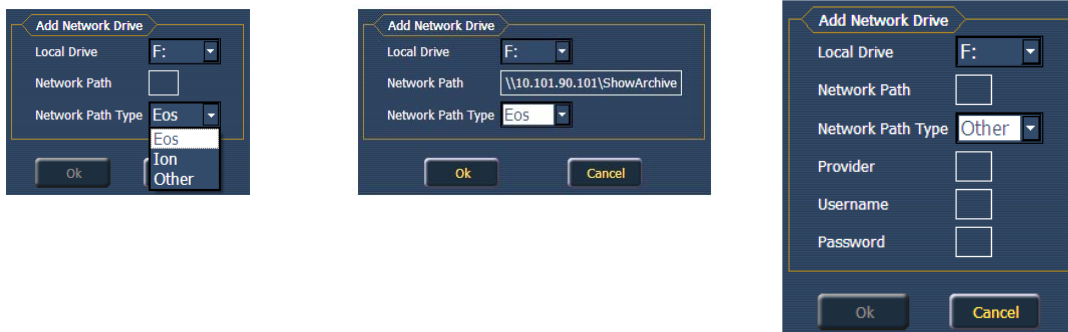 Add Network Drive
Local Drive F:
Network Path
Network Path Type Eos
Eos
Ion
Other
Ok
Add Network Drive
Local Drive F:
Network Path \\10.101.90.101\ShowArchive
Network Path Type Eos
Ok Cancel
Add Network Drive
Local Drive F:
Network Path
Network Path Type Other
Provider
Username
Password
Ok Cancel